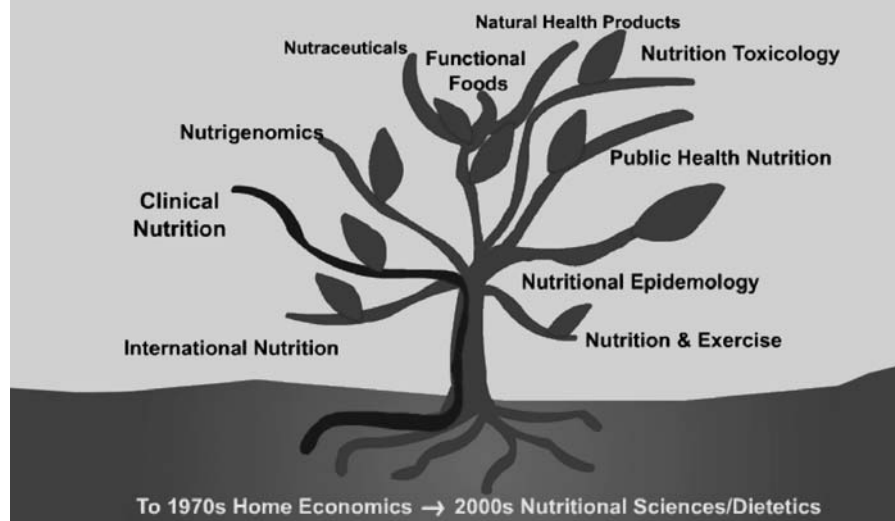 Natural Health Products
Nutraceuticals
Functional
Foods
Nutrition Toxicology
Nutrigenomics
Public Health Nutrition
Clinical
Nutrition
Nutritional Epidemology
International Nutrition
Nutrition & Exercise
To 1970s Home Economics → 2000s Nutritional Sciences/Dietetics